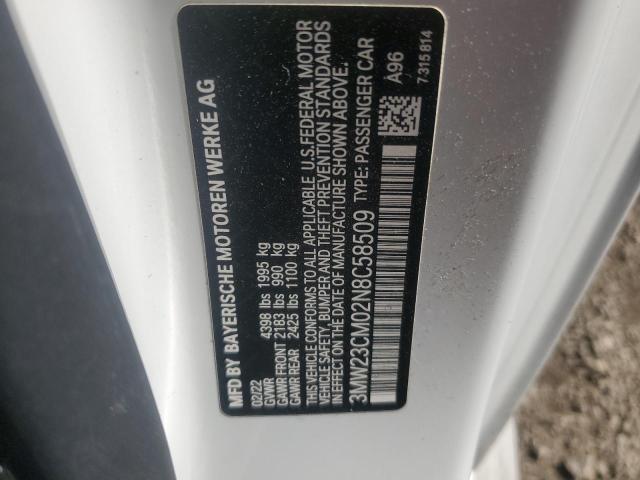 MFD BY BAYERISCHE MOTOREN WERKE AG
02/22
GVWR 4398 lbs 1995 kg
GAWR FRONT 2183 lbs 990 kg
GAWR REAR 2425 lbs 1100 kg
THIS VEHICLE CONFORMS TO ALL APPLICABLE U.S. FEDERAL MOTOR
VEHICLE SAFETY, BUMPER AND THEFT PREVENTION STANDARDS
IN EFFECT ON THE DATE OF MANUFACTURE SHOWN ABOVE.
3MW23CM02N8C58509 TYPE: PASSENGER CAR
A96
7 315 814